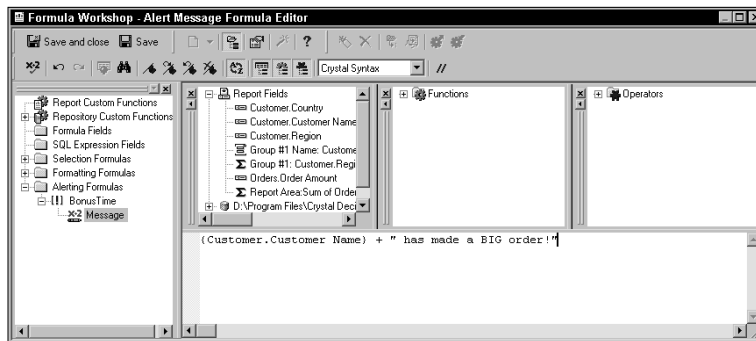 Formula Workshop - Alert Message Formula Editor
Save and close Save
Crystal Syntax
Report Custom Functions
Repository Custom Functions
Formula Fields
SQL Expression Fields
Selection Formulas
Formatting Formulas
Alerting Formulas
BonusTime
Message
Report Fields
Customer.Country
Customer.Customer Name
Customer.Region
Group #1 Name: Custome
Group #1: Customer.Regi
Orders.Order Amount
Report Area:Sum of Order
D:\Program Files\Crystal Deci
Functions
Operators
{Customer.Customer Name} + " has made a BIG order!"